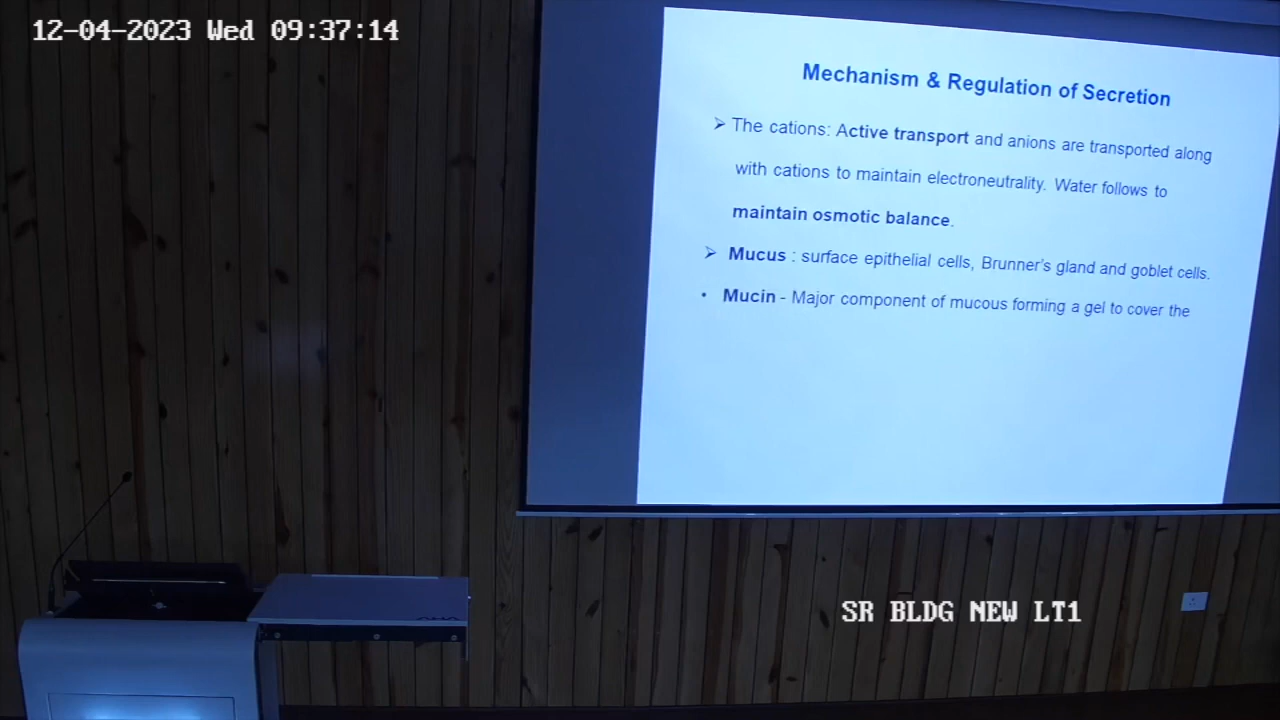 12-04-2023 Wed 09:37:14
Mechanism & Regulation of Secretion
➢ The cations: Active transport and anions are transported along
with cations to maintain electroneutrality. Water follows to
maintain osmotic balance.
➢ Mucus : surface epithelial cells, Brunner's gland and goblet cells.
• Mucin - Major component of mucous forming a gel to cover the
SR BLDG NEW LT1